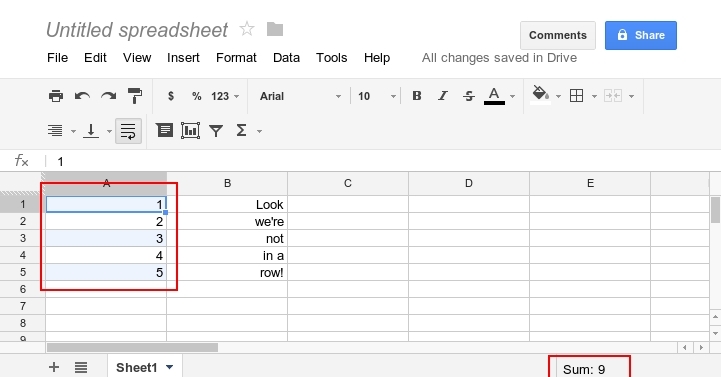 Untitled spreadsheet
Comments
Share
File Edit View Insert Format Data Tools Help All changes saved in Drive
$ % 123 Arial 10 B I S A
Σ
fx 1
A B C D E
1 1 Look
2 2 we're
3 3 not
4 4 in a
5 5 row!
6
7
8
9
+ Sheet1 Sum: 9